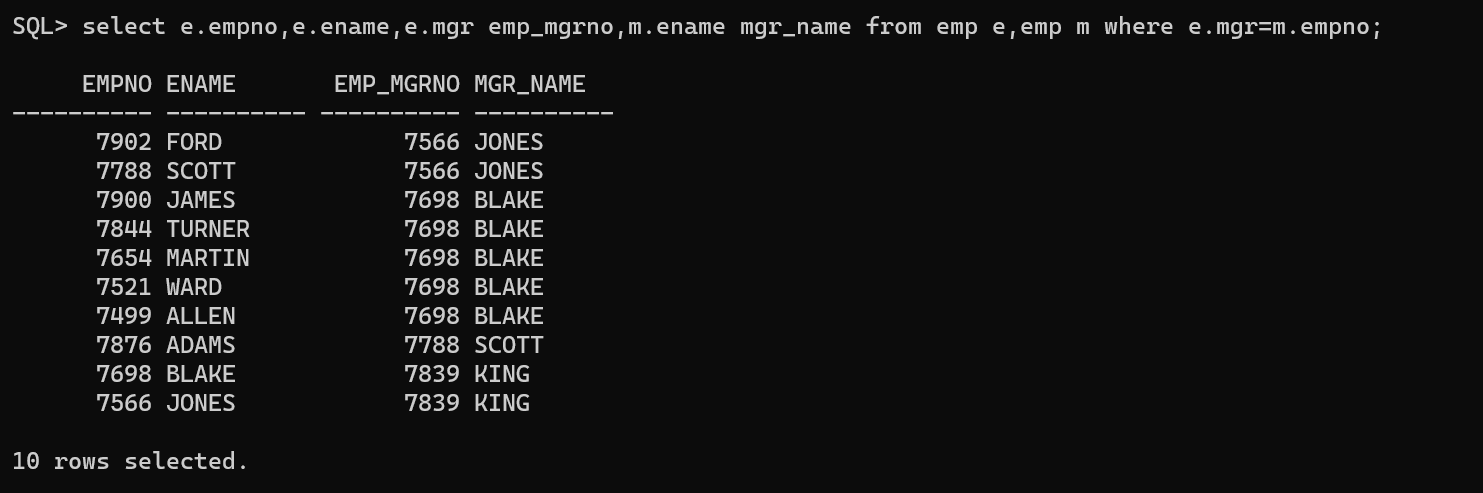 SQL> select e.empno,e.ename,e.mgr emp_mgrno,m.ename mgr_name from emp e,emp m where e.mgr=m.empno;
     EMPNO ENAME       EMP_MGRNO MGR_NAME
---------- ---------- ---------- ----------
      7902 FORD             7566 JONES
      7788 SCOTT            7566 JONES
      7900 JAMES            7698 BLAKE
      7844 TURNER           7698 BLAKE
      7654 MARTIN           7698 BLAKE
      7521 WARD             7698 BLAKE
      7499 ALLEN            7698 BLAKE
      7876 ADAMS            7788 SCOTT
      7698 BLAKE            7839 KING
      7566 JONES            7839 KING
10 rows selected.